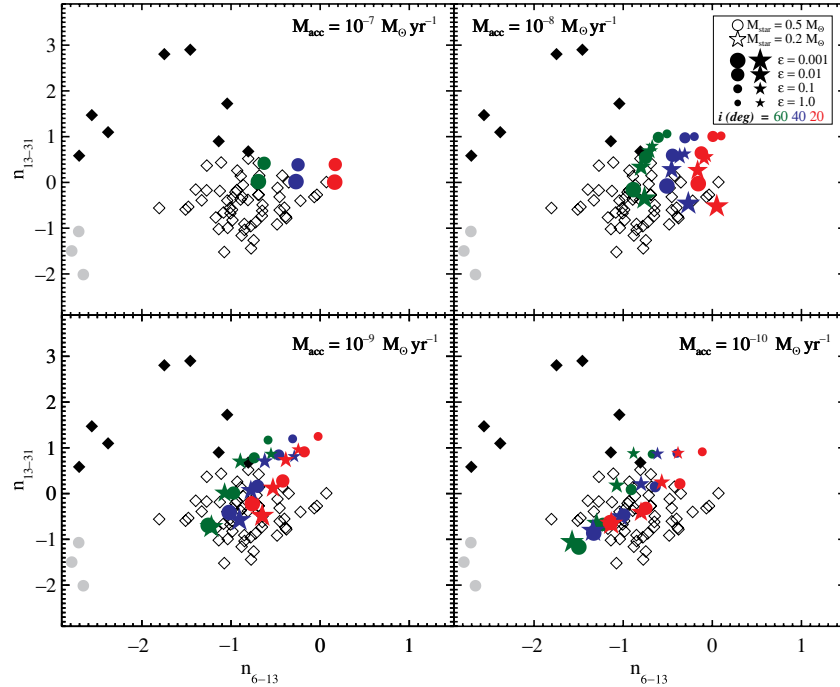 M_acc = 10^−7 M_⊙ yr^−1
M_acc = 10^−8 M_⊙ yr^−1
M_star = 0.5 M_⊙
M_star = 0.2 M_⊙
ε = 0.001
ε = 0.01
ε = 0.1
ε = 1.0
i (deg) = 60 40 20
n_13−31
3
2
1
0
−1
−2
M_acc = 10^−9 M_⊙ yr^−1
M_acc = 10^−10 M_⊙ yr^−1
n_13−31
3
2
1
0
−1
−2
−2 −1 0 1
−2 −1 0 1
n_6−13
n_6−13